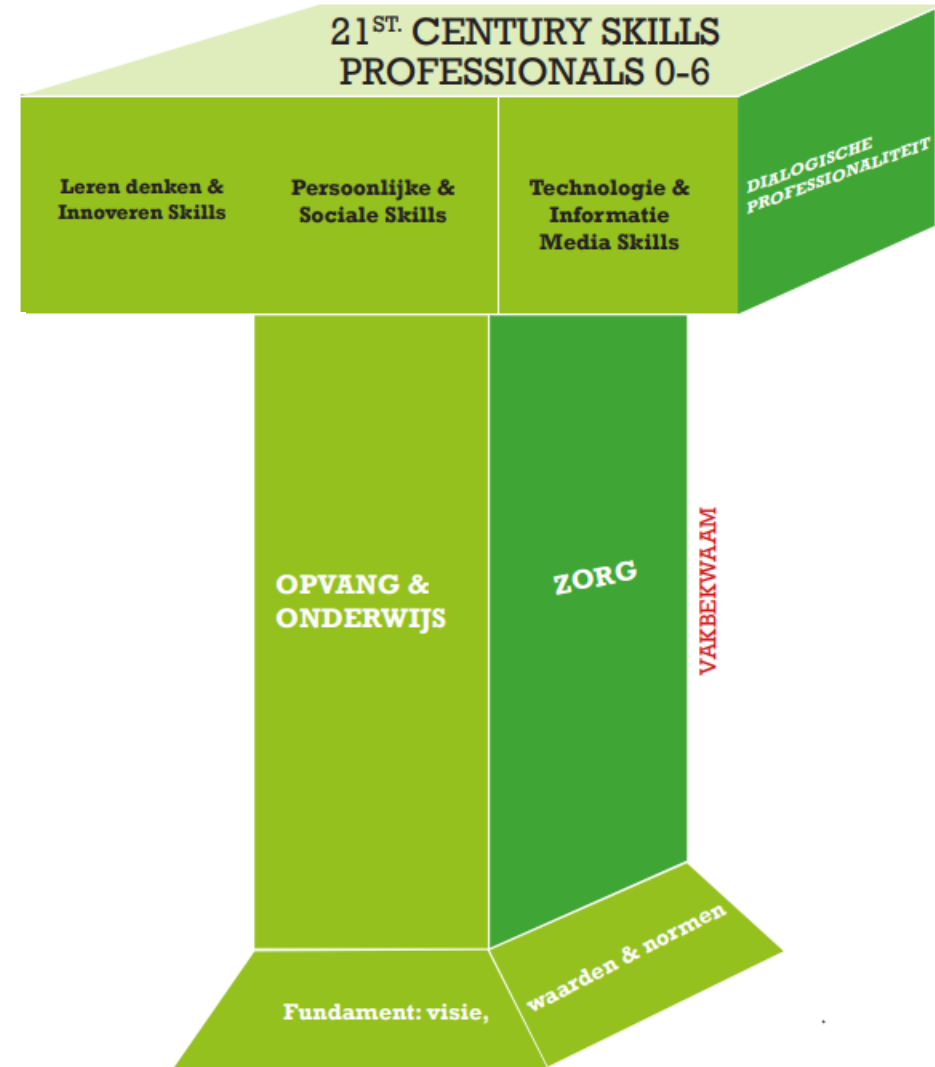 21ST. CENTURY SKILLS
PROFESSIONALS 0-6
Leren denken &
Innoveren Skills
Persoonlijke &
Sociale Skills
Technologie &
Informatie
Media Skills
DIALOGISCHE
PROFESSIONALITEIT
OPVANG &
ONDERWIJS
ZORG
VAKBEKWAAM
Fundament: visie,
waarden & normen